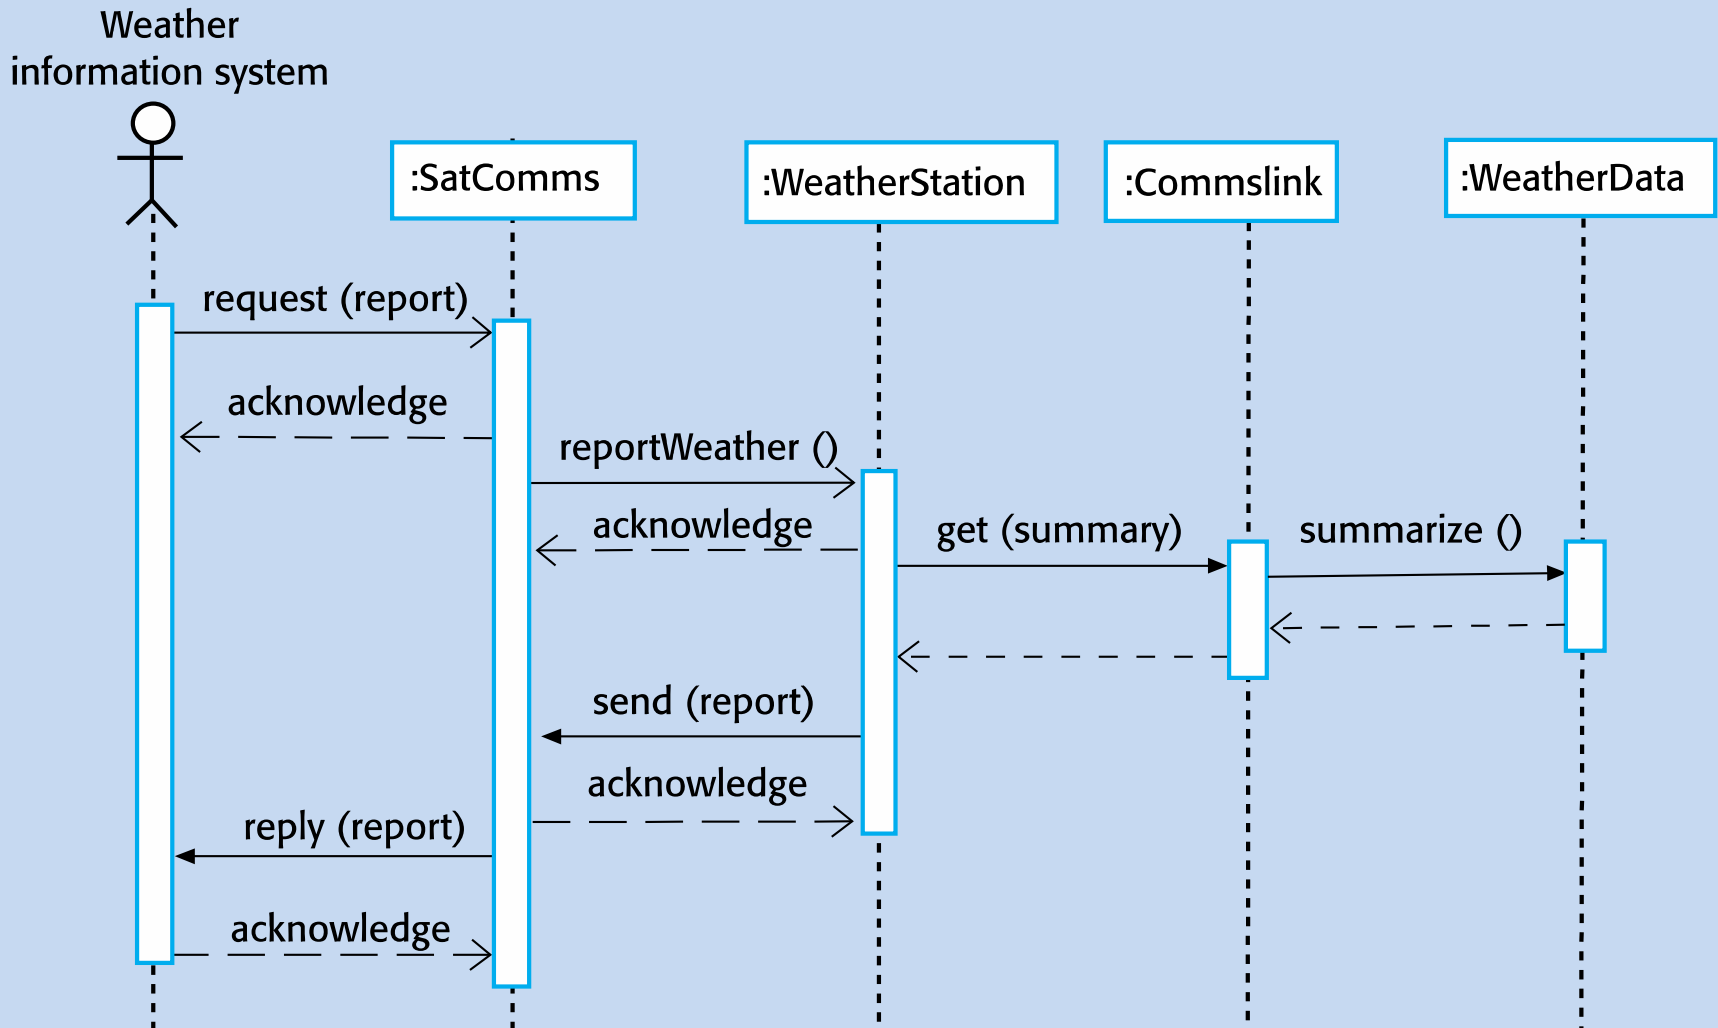 Weather
information system
:SatComms
:WeatherStation
:Commslink
:WeatherData
request (report)
acknowledge
reportWeather ()
acknowledge
get (summary)
summarize ()
send (report)
acknowledge
reply (report)
acknowledge